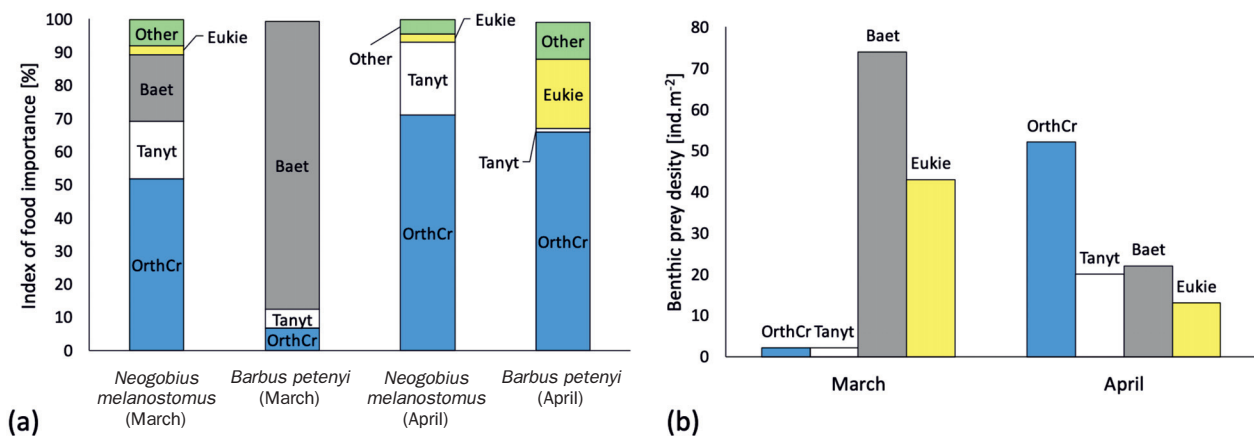 Index of food importance [%]
100
90
80
70
60
50
40
30
20
10
0
Other
Eukie
Baet
Tanyt
OrthCr
Baet
Tanyt
OrthCr
Other
Eukie
Tanyt
OrthCr
Other
Eukie
Tanyt
OrthCr
Neogobius
melanostomus
(March)
Barbus petenyi
(March)
Neogobius
melanostomus
(April)
Barbus petenyi
(April)
(a)
Benthic prey desity [ind.m-2]
80
70
60
50
40
30
20
10
0
OrthCr
Tanyt
Baet
Eukie
OrthCr
Tanyt
Baet
Eukie
March
April
(b)